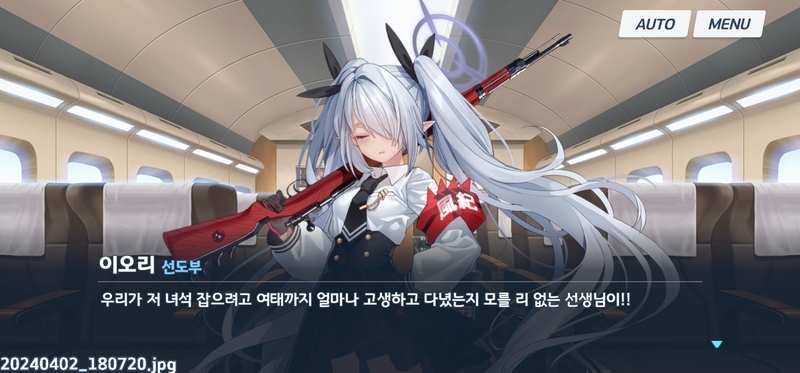 AUTO MENU
風紀
이오리 선도부
우리가 저 녀석 잡으려고 여태까지 얼마나 고생하고 다녔는지 모를 리 없는 선생님이!!
20240402_180720.jpg